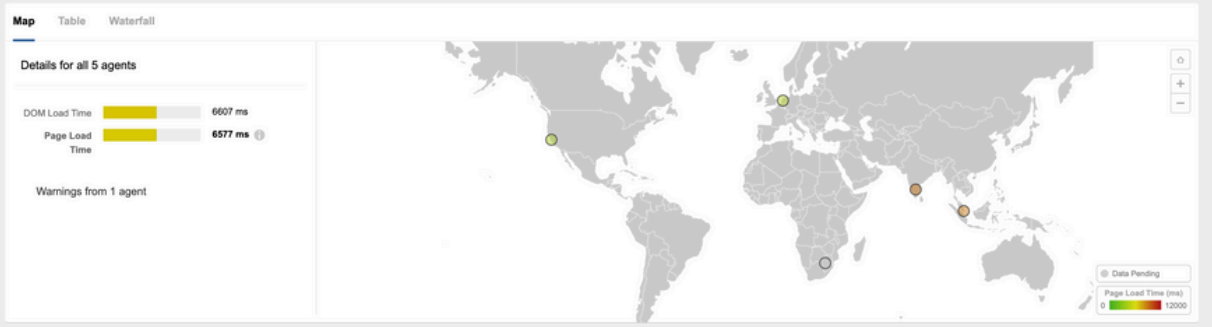 Map Table Waterfall
Details for all 5 agents
DOM Load Time 6607 ms
Page Load 6577 ms
Time
Warnings from 1 agent
Data Pending
Page Load Time (ms)
0 12000